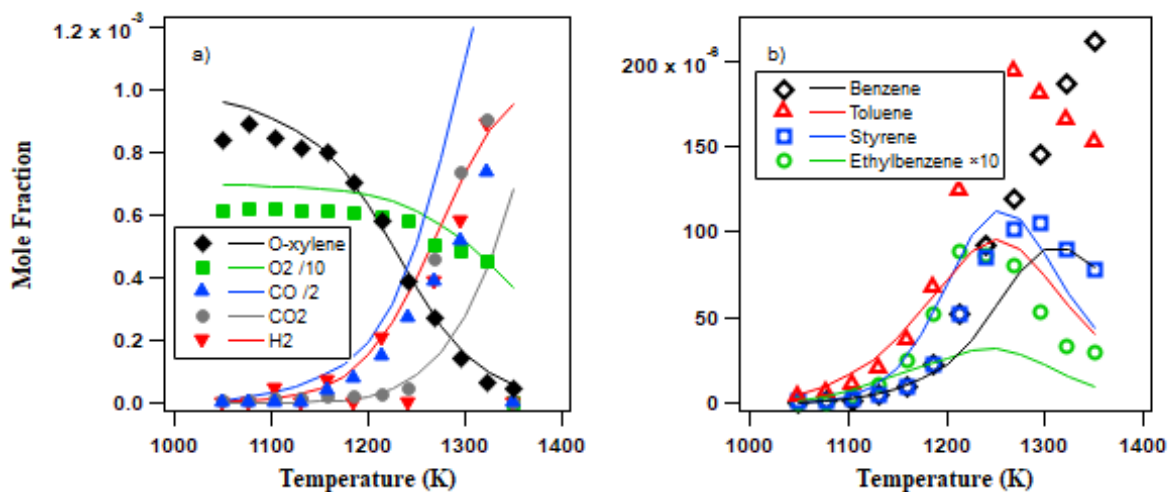 1.2 x 10⁻³
a)
1.0
0.8
0.6
0.4
0.2
0.0
Mole Fraction
O-xylene
O2 /10
CO /2
CO2
H2
1000
1100
1200
1300
1400
Temperature (K)
b)
200 x 10⁻⁶
150
100
50
0
Benzene
Toluene
Styrene
Ethylbenzene ×10
1000
1100
1200
1300
1400
Temperature (K)